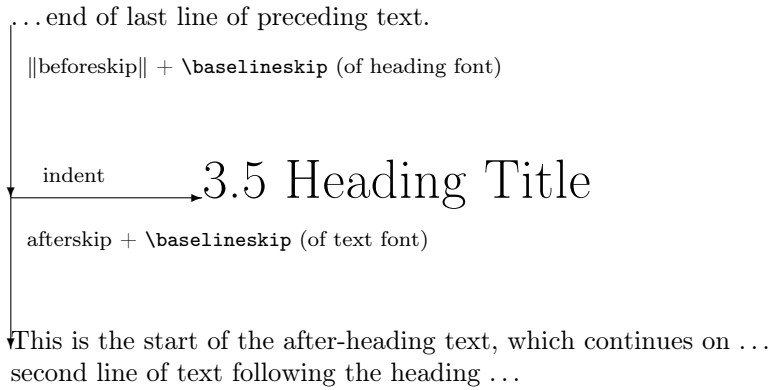 ...end of last line of preceding text.
‖beforeskip‖ + \baselineskip (of heading font)
indent
3.5 Heading Title
afterskip + \baselineskip (of text font)
This is the start of the after-heading text, which continues on ...
second line of text following the heading ...